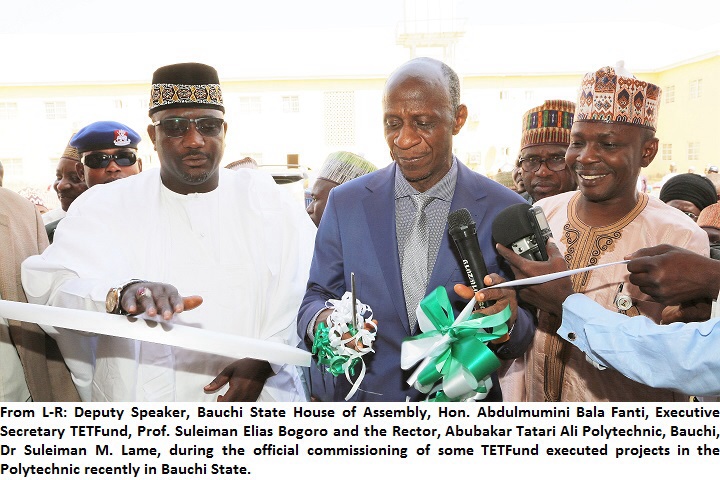 From L-R: Deputy Speaker, Bauchi State House of Assembly, Hon. Abdulmumini Bala Fanti, Executive
Secretary TETFund, Prof. Suleiman Elias Bogoro and the Rector, Abubakar Tatari Ali Polytechnic, Bauchi,
Dr Suleiman M. Lame, during the official commissioning of some TETFund executed projects in the
Polytechnic recently in Bauchi State.